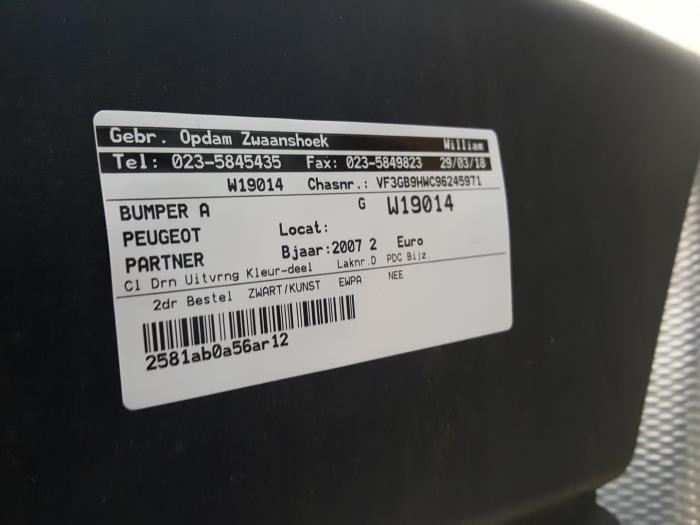 Gebr. Opdam Zwaanshoek William
Tel: 023-5845435 Fax: 023-5849823 29/03/18
W19014 Chasnr.: VF3GB9HWC96245971
BUMPER A G W19014
PEUGEOT Locat:
PARTNER Bjaar:2007 2 Euro
Cl Drn Uitvrng Kleur-deel Laknr.D PDC Bijz.
2dr Bestel ZWART/KUNST EWPA NEE
2581ab0a56ar12